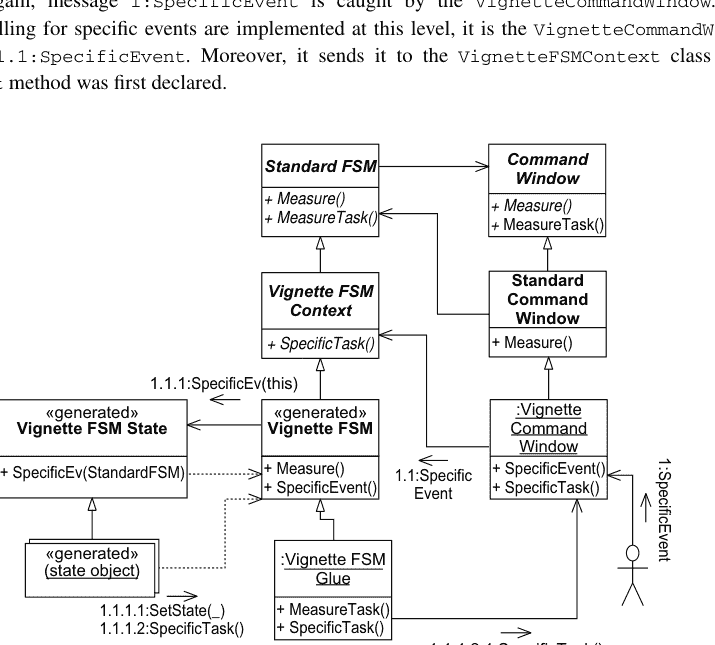 gain, message 1:SpecificEvent is caught by the VignetteCommandWindow.
lling for specific events are implemented at this level, it is the VignetteCommandW
1.1:SpecificEvent. Moreover, it sends it to the VignetteFSMContext class
method was first declared.
Standard FSM
+ Measure()
+ MeasureTask()
Command
Window
+ Measure()
+ MeasureTask()
Vignette FSM
Context
+ SpecificTask()
Standard
Command
Window
+ Measure()
1.1.1:SpecificEv(this)
«generated»
Vignette FSM State
+ SpecificEv(StandardFSM)
«generated»
Vignette FSM
+ Measure()
+ SpecificEvent()
1.1:Specific
Event
:Vignette
Command
Window
+ SpecificEvent()
+ SpecificTask()
1:SpecificEvent
«generated»
(state object)
1.1.1.1:SetState(_)
1.1.1.2:SpecificTask()
:Vignette FSM
Glue
+ MeasureTask()
+ SpecificTask()